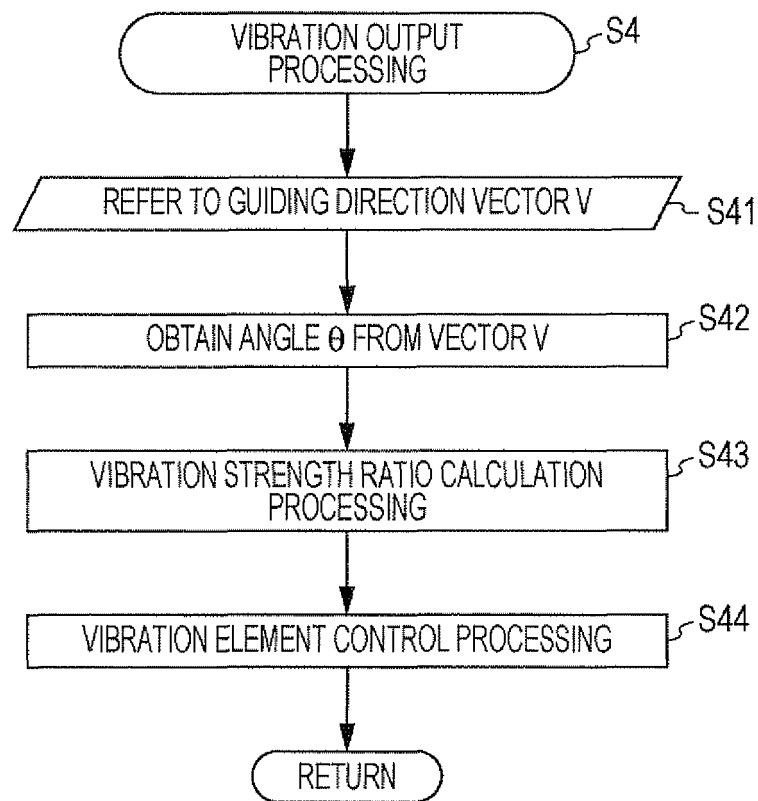 VIBRATION OUTPUT
PROCESSING
S4
REFER TO GUIDING DIRECTION VECTOR V
S41
OBTAIN ANGLE θ FROM VECTOR V
S42
VIBRATION STRENGTH RATIO CALCULATION
PROCESSING
S43
VIBRATION ELEMENT CONTROL PROCESSING
S44
RETURN